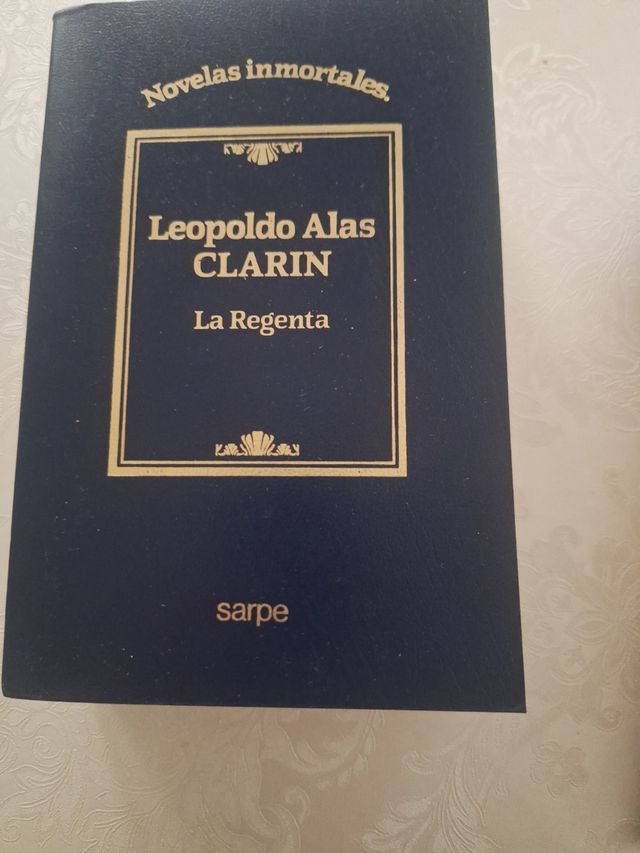 Novelas inmortales.
Leopoldo Alas
CLARIN
La Regenta
sarpe